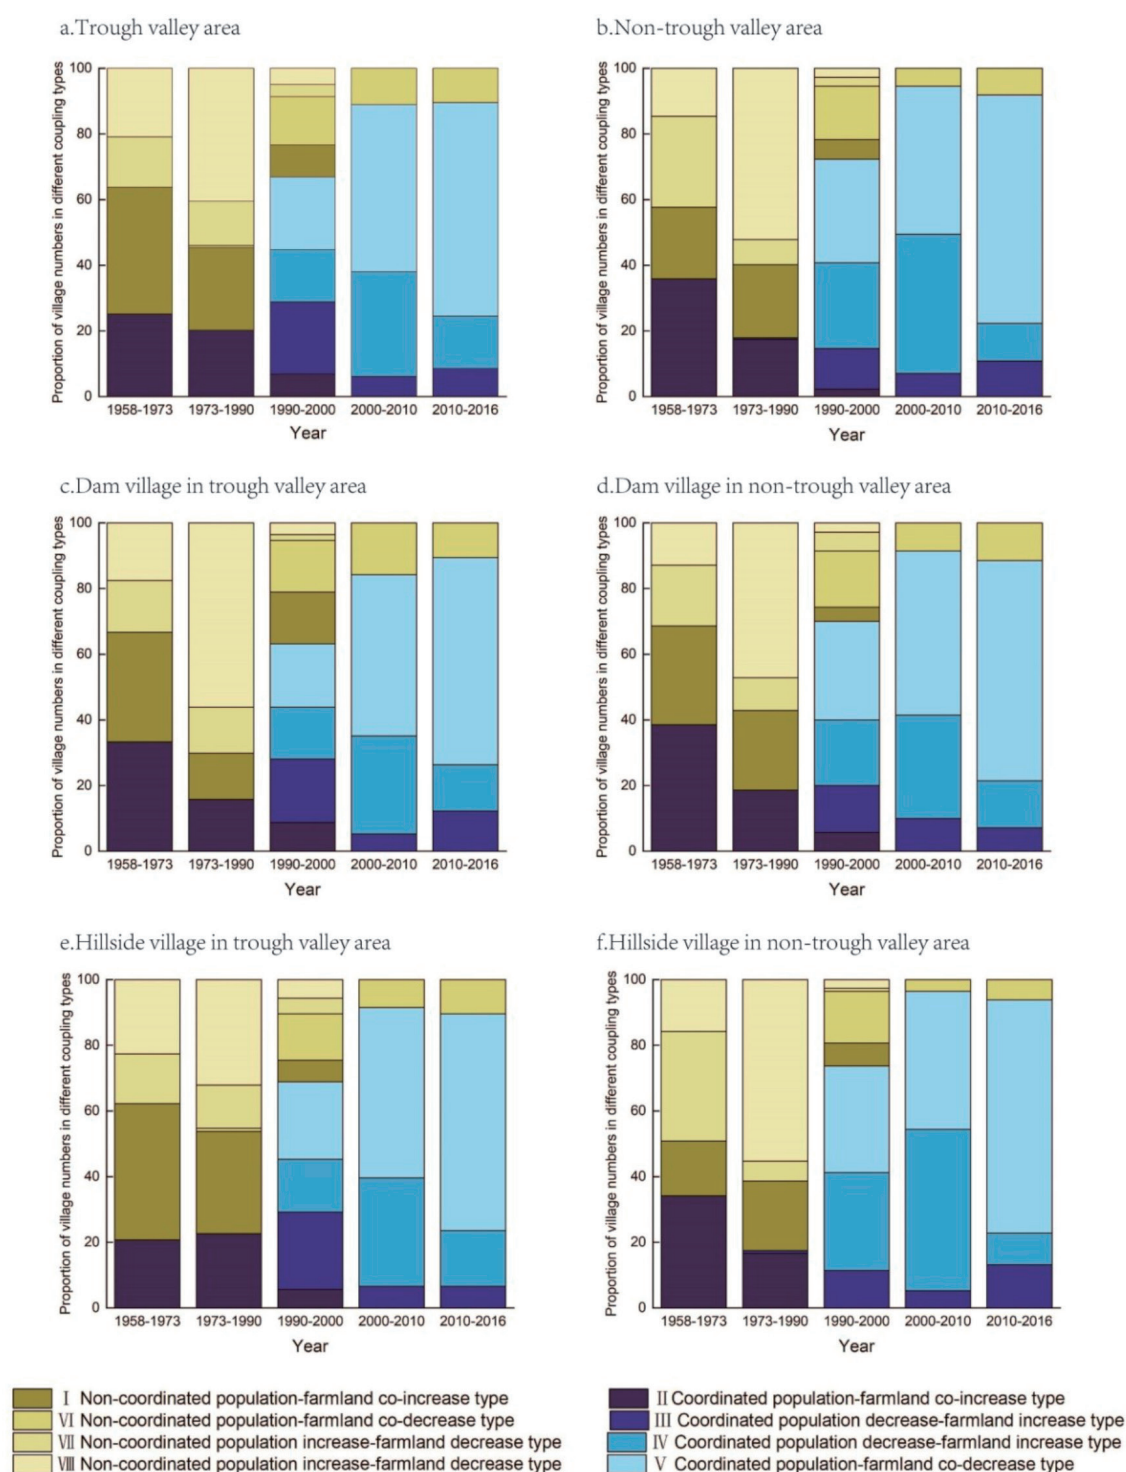 a.Trough valley area
Proportion of village numbers in different coupling types
100
80
60
40
20
0
1958-1973 1973-1990 1990-2000 2000-2010 2010-2016
Year
b.Non-trough valley area
Proportion of village numbers in different coupling types
100
80
60
40
20
0
1958-1973 1973-1990 1990-2000 2000-2010 2010-2016
Year
c.Dam village in trough valley area
Proportion of village numbers in different coupling types
100
80
60
40
20
0
1958-1973 1973-1990 1990-2000 2000-2010 2010-2016
Year
d.Dam village in non-trough valley area
Proportion of village numbers in different coupling types
100
80
60
40
20
0
1958-1973 1973-1990 1990-2000 2000-2010 2010-2016
Year
e.Hillside village in trough valley area
Proportion of village numbers in different coupling types
100
80
60
40
20
0
1958-1973 1973-1990 1990-2000 2000-2010 2010-2016
Year
f.Hillside village in non-trough valley area
Proportion of village numbers in different coupling types
100
80
60
40
20
0
1958-1973 1973-1990 1990-2000 2000-2010 2010-2016
Year
Ⅰ Non-coordinated population-farmland co-increase type
Ⅵ Non-coordinated population-farmland co-decrease type
Ⅶ Non-coordinated population increase-farmland decrease type
Ⅷ Non-coordinated population increase-farmland decrease type
Ⅱ Coordinated population-farmland co-increase type
Ⅲ Coordinated population decrease-farmland increase type
Ⅳ Coordinated population decrease-farmland increase type
Ⅴ Coordinated population-farmland co-decrease type